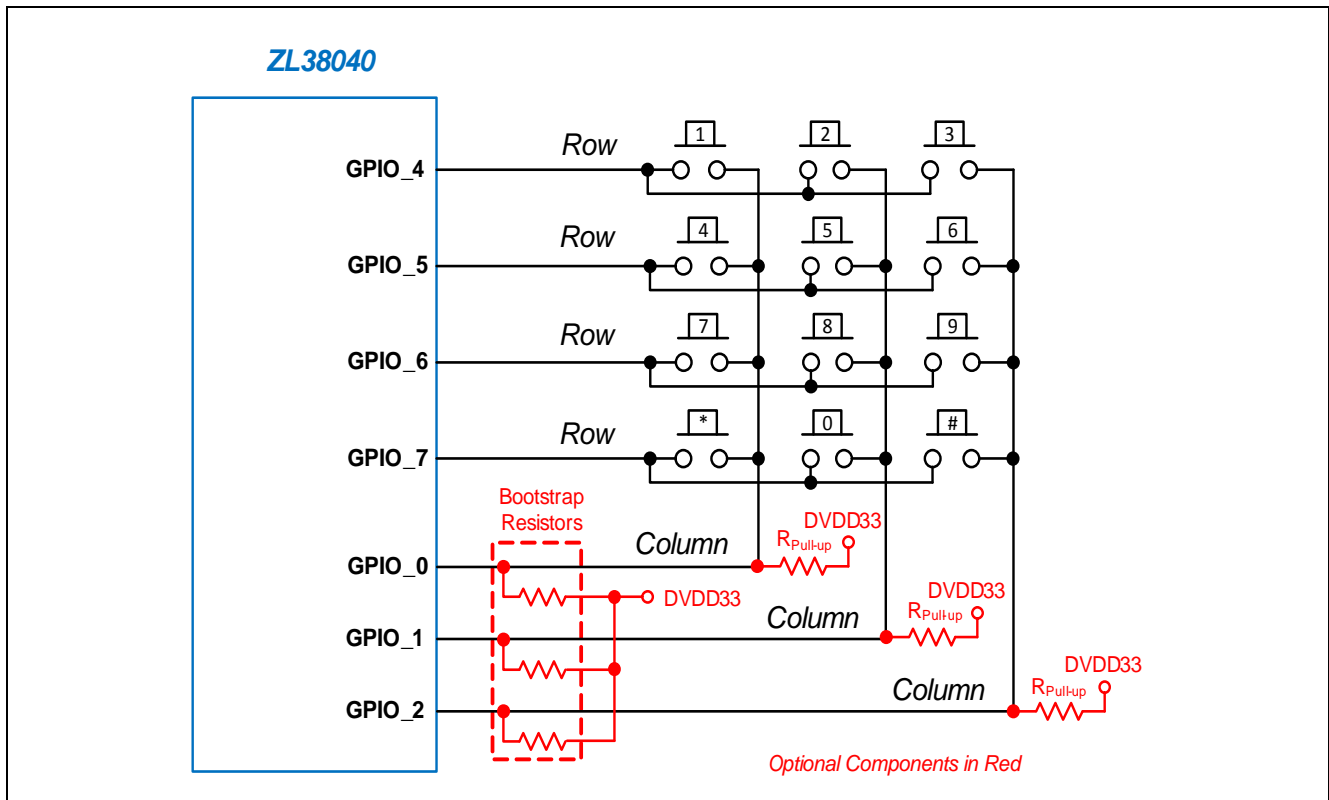 ZL38040
1 2 3
Row
GPIO_4
4 5 6
Row
GPIO_5
7 8 9
Row
GPIO_6
* 0 #
Row
GPIO_7
Bootstrap
Resistors
DVDD33
Column
RPull-up
GPIO_0
DVDD33
DVDD33
Column
RPull-up
GPIO_1
DVDD33
Column
RPull-up
GPIO_2
Optional Components in Red